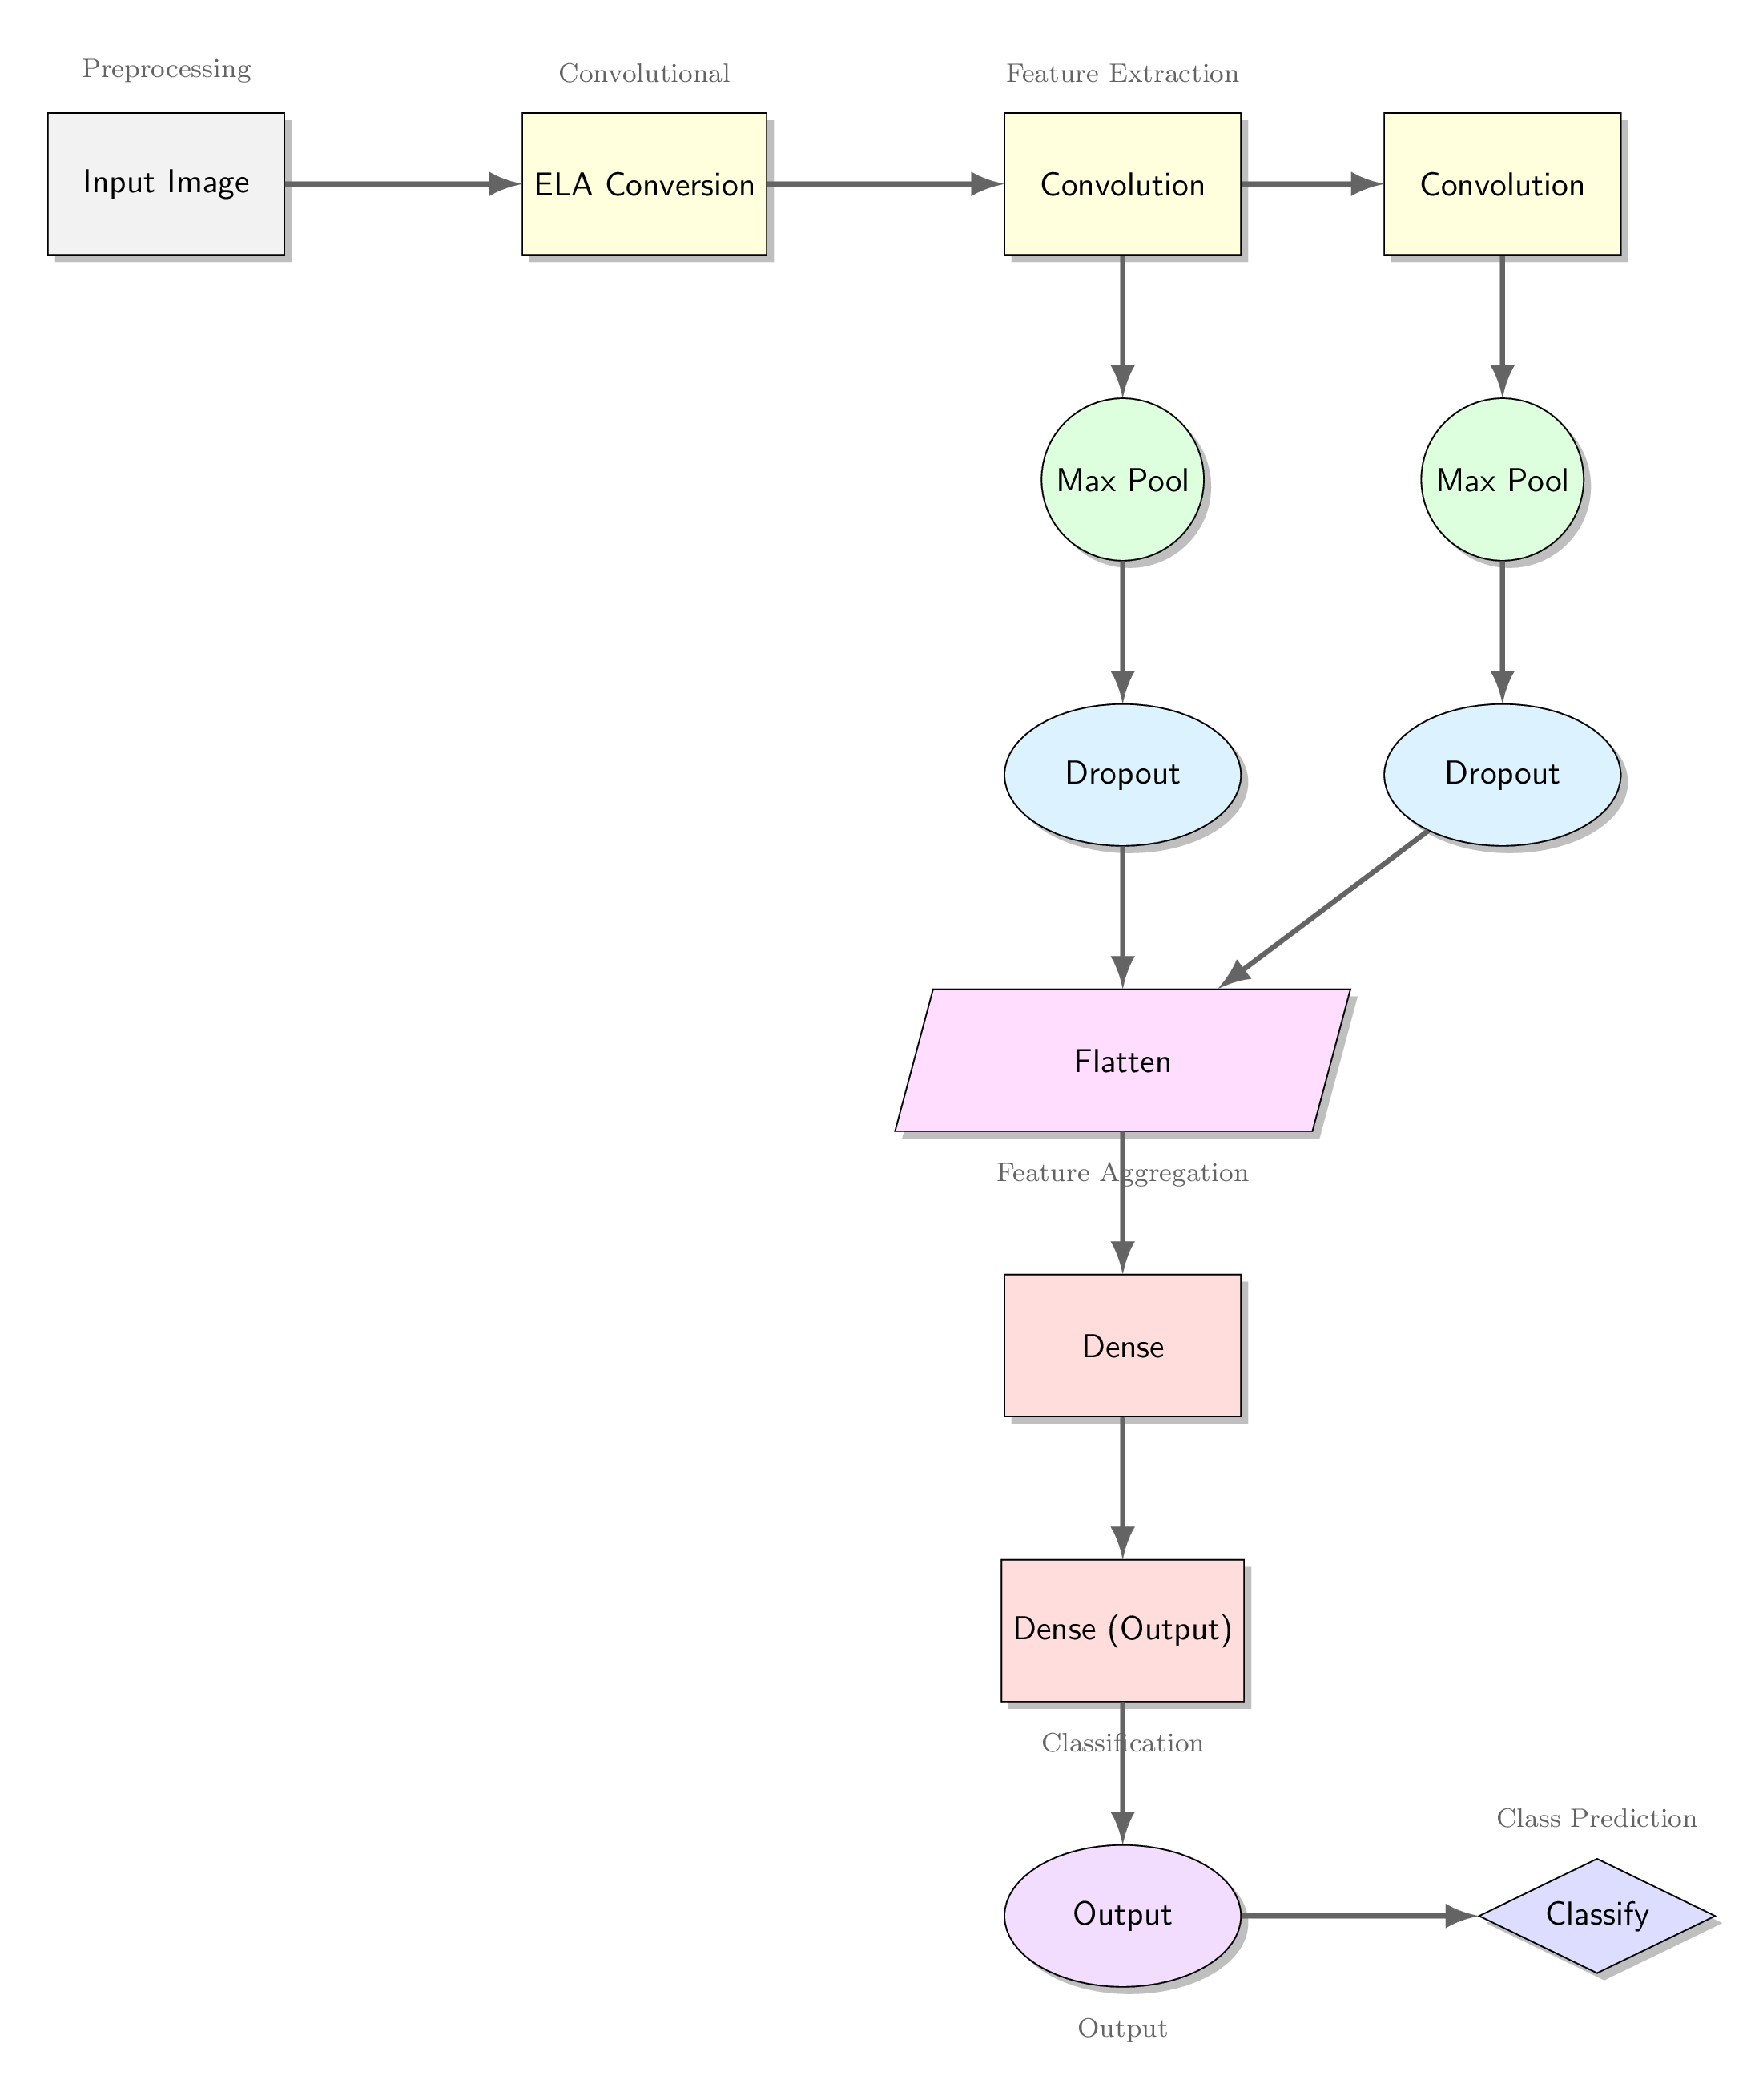 Preprocessing
Convolutional
Feature Extraction
Input Image
ELA Conversion
Convolution
Convolution
Max Pool
Max Pool
Dropout
Dropout
Flatten
Feature Aggregation
Dense
Dense (Output)
Classification
Class Prediction
Output
Classify
Output